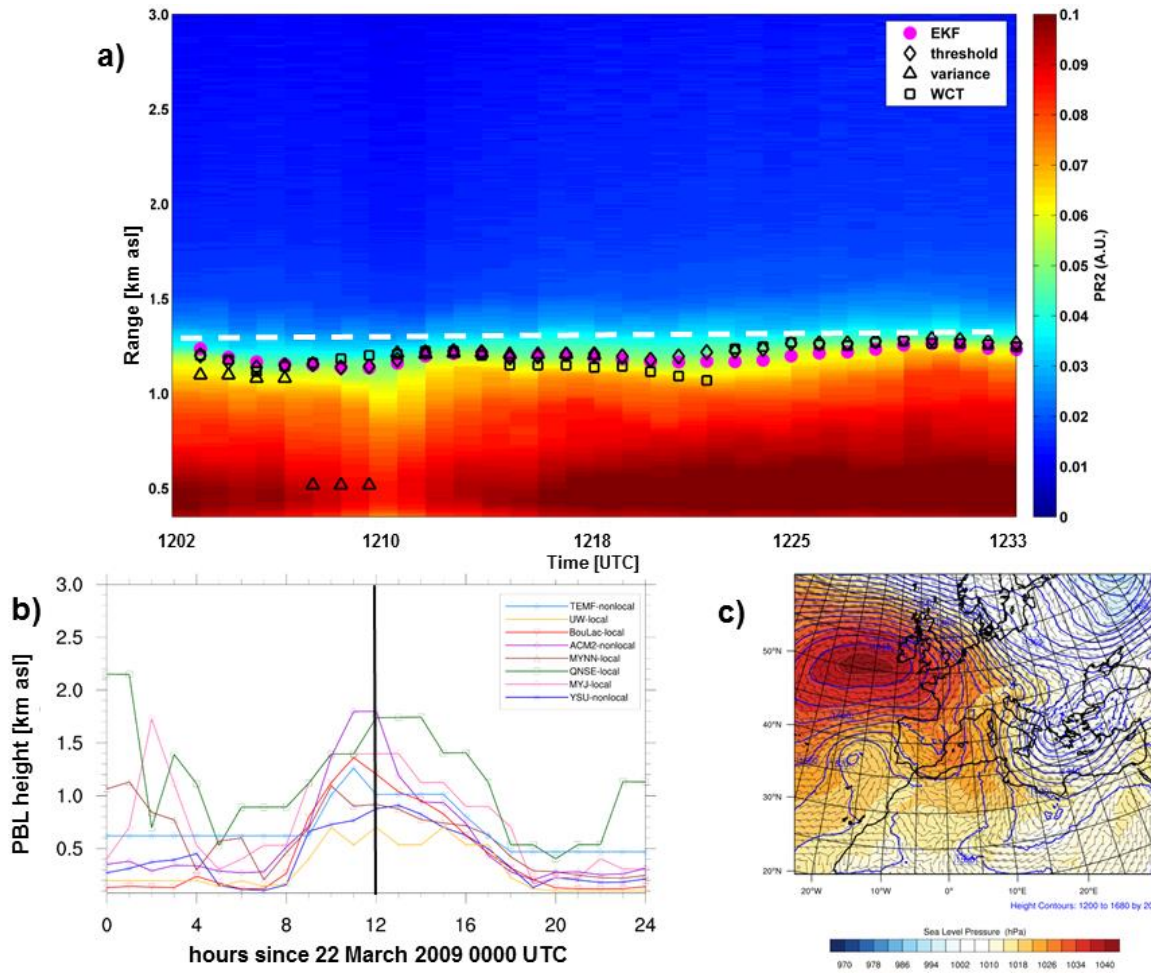 a)
3.0
2.5
2.0
1.5
1.0
0.5
Range [km asl]
EKF
threshold
variance
WCT
1202
1210
1218
1225
1233
Time [UTC]
0.1
0.09
0.08
0.07
0.06
0.05
0.04
0.03
0.02
0.01
0
PR2 (A.U.)
b)
3.0
2.5
2.0
1.5
1.0
0.5
PBL height [km asl]
TEMF-nonlocal
UW-local
BouLac-local
ACM2-nonlocal
MYNN-local
QNSE-local
MYJ-local
YSU-nonlocal
0 4 8 12 16 20 24
hours since 22 March 2009 0000 UTC
c)
50°N
40°N
30°N
20°N
20°W 10°W 0° 10°E 20°E
Height Contours: 1200 to 1680 by 20
Sea Level Pressure (hPa)
970 978 986 994 1002 1010 1018 1026 1034 1040